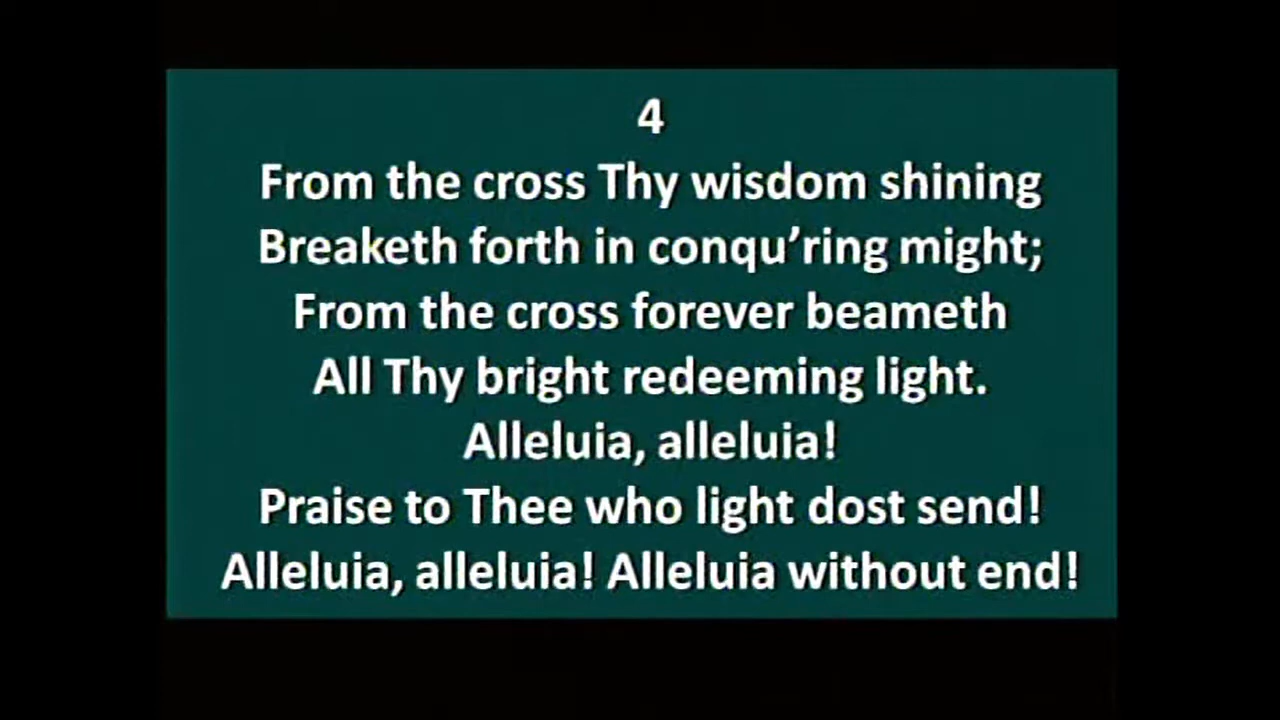 4
From the cross Thy wisdom shining
Breaketh forth in conqu’ring might;
From the cross forever beameth
All Thy bright redeeming light.
Alleluia, alleluia!
Praise to Thee who light dost send!
Alleluia, alleluia! Alleluia without end!